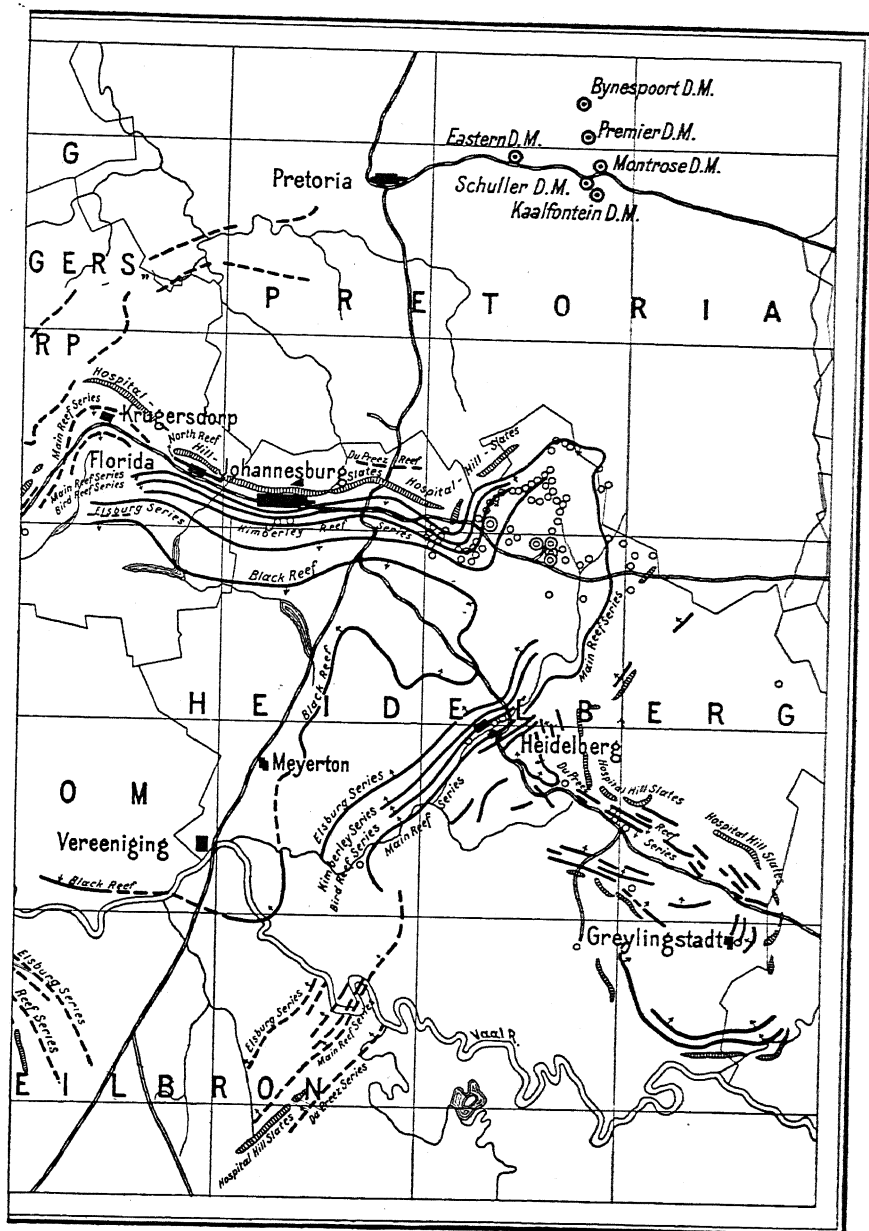 Bynespoort D.M.
Premier D.M.
Eastern D.M.
Montrose D.M.
Schuller D.M.
Kaalfontein D.M.
Pretoria
G
GERS„
PRETORIA
RP
Hospital-
Main Reef Series
Krugersdorp
North Reef
Hill-
Florida
Johannesburg
Slates
Du Preez Reef
Hospital-Hill-Slates
Main Reef Series
Bird Reef Series
Elsburg Series
Kimberley Reef Series
Black Reef
Main Reef Series
Black Reef
HEIDELBERG
Heidelberg
Meyerton
OM
Vereeniging
Elsburg Series
Kimberley Series
Bird Reef Series
Main Reef Series
Du Preez
Reef
Series
Hospital Hill Slates
Hospital Hill Slates
Black Reef
Greylingstadt
Elsburg Series
Reef Series
Elsburg Series
Main Reef Series
Du Preez Series
Vaal R.
EILBRON
Hospital Hill Slates